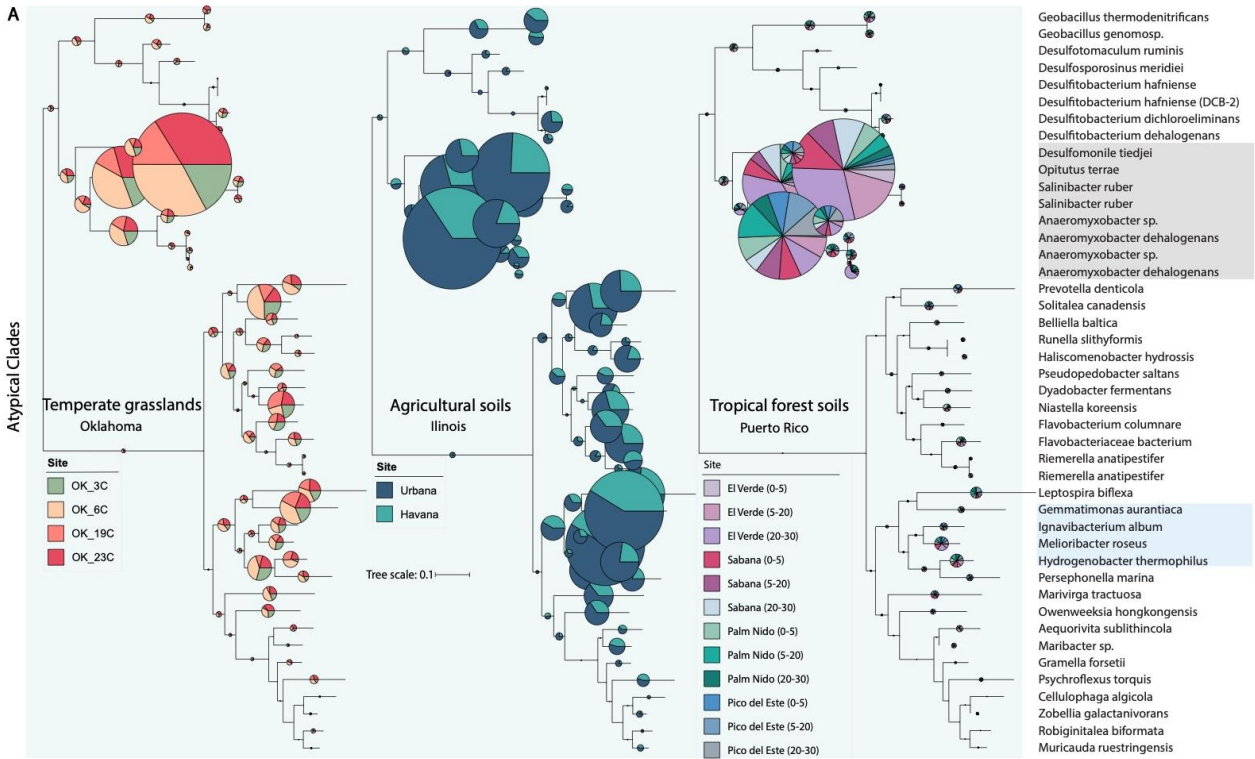 A
Atypical Clades
Temperate grasslands
Oklahoma
Site
OK_3C
OK_6C
OK_19C
OK_23C
Agricultural soils
Ilinois
Site
Urbana
Havana
Tree scale: 0.1
Tropical forest soils
Puerto Rico
Site
El Verde (0-5)
El Verde (5-20)
El Verde (20-30)
Sabana (0-5)
Sabana (5-20)
Sabana (20-30)
Palm Nido (0-5)
Palm Nido (5-20)
Palm Nido (20-30)
Pico del Este (0-5)
Pico del Este (5-20)
Pico del Este (20-30)
Geobacillus thermodenitrificans
Geobacillus genomosp.
Desulfotomaculum ruminis
Desulfosporosinus meridiei
Desulfitobacterium hafniense
Desulfitobacterium hafniense (DCB-2)
Desulfitobacterium dichloroeliminans
Desulfitobacterium dehalogenans
Desulfomonile tiedjei
Opitutus terrae
Salinibacter ruber
Salinibacter ruber
Anaeromyxobacter sp.
Anaeromyxobacter dehalogenans
Anaeromyxobacter sp.
Anaeromyxobacter dehalogenans
Prevotella denticola
Solitalea canadensis
Belliella baltica
Runella slithyformis
Haliscomenobacter hydrossis
Pseudopedobacter saltans
Dyadobacter fermentans
Niastella koreensis
Flavobacterium columnare
Flavobacteriaceae bacterium
Riemerella anatipestifer
Riemerella anatipestifer
Leptospira biflexa
Gemmatimonas aurantiaca
Ignavibacterium album
Melioribacter roseus
Hydrogenobacter thermophilus
Persephonella marina
Marivirga tractuosa
Owenweeksia hongkongensis
Aequorivita sublithincola
Maribacter sp.
Gramella forsetii
Psychroflexus torquis
Cellulophaga algicola
Zobellia galactanivorans
Robiginitalea biformata
Muricauda ruestringensis